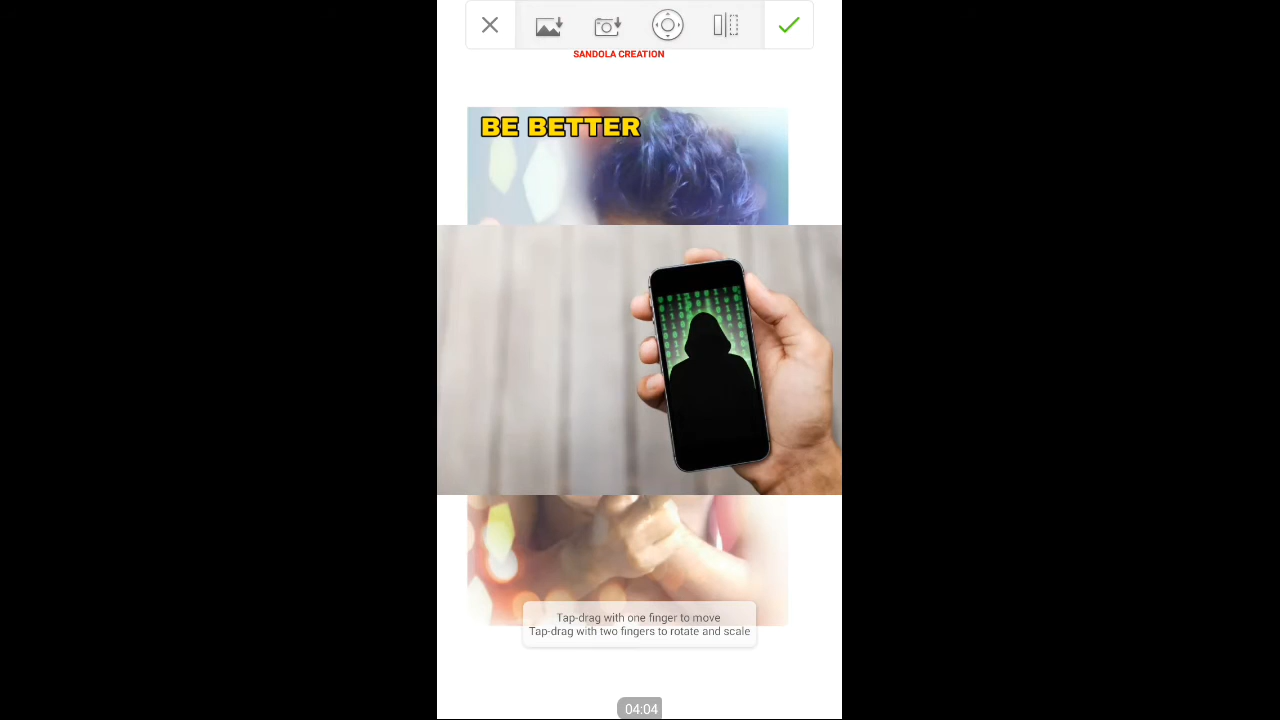 SANDOLA CREATION
BE BETTER
Tap-drag with one finger to move
Tap-drag with two fingers to rotate and scale
04:04